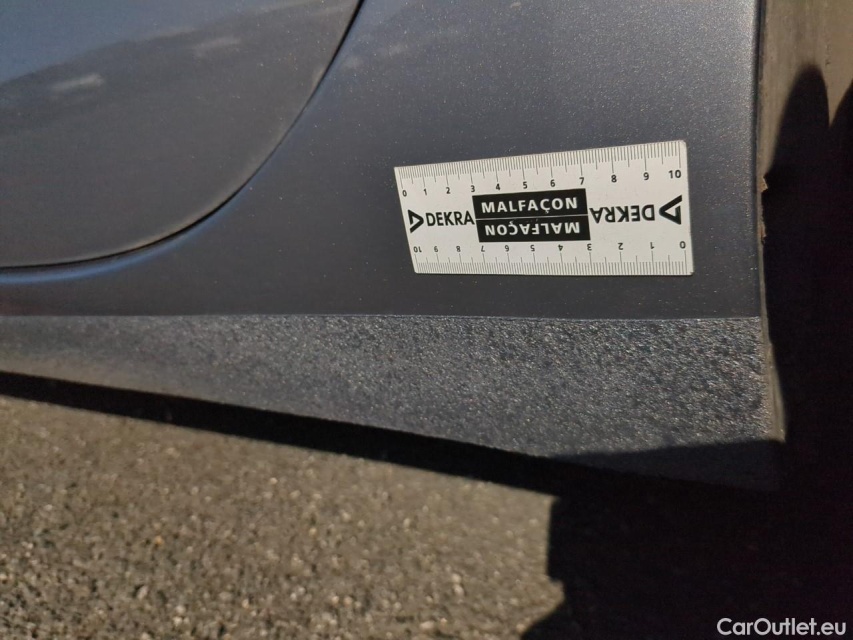 0 1 2 3 4 5 6 7 8 9 10
DEKRA MALFAÇON DEKRA
MALFAÇON
10 9 8 7 6 5 4 3 2 1 0
CarOutlet.eu